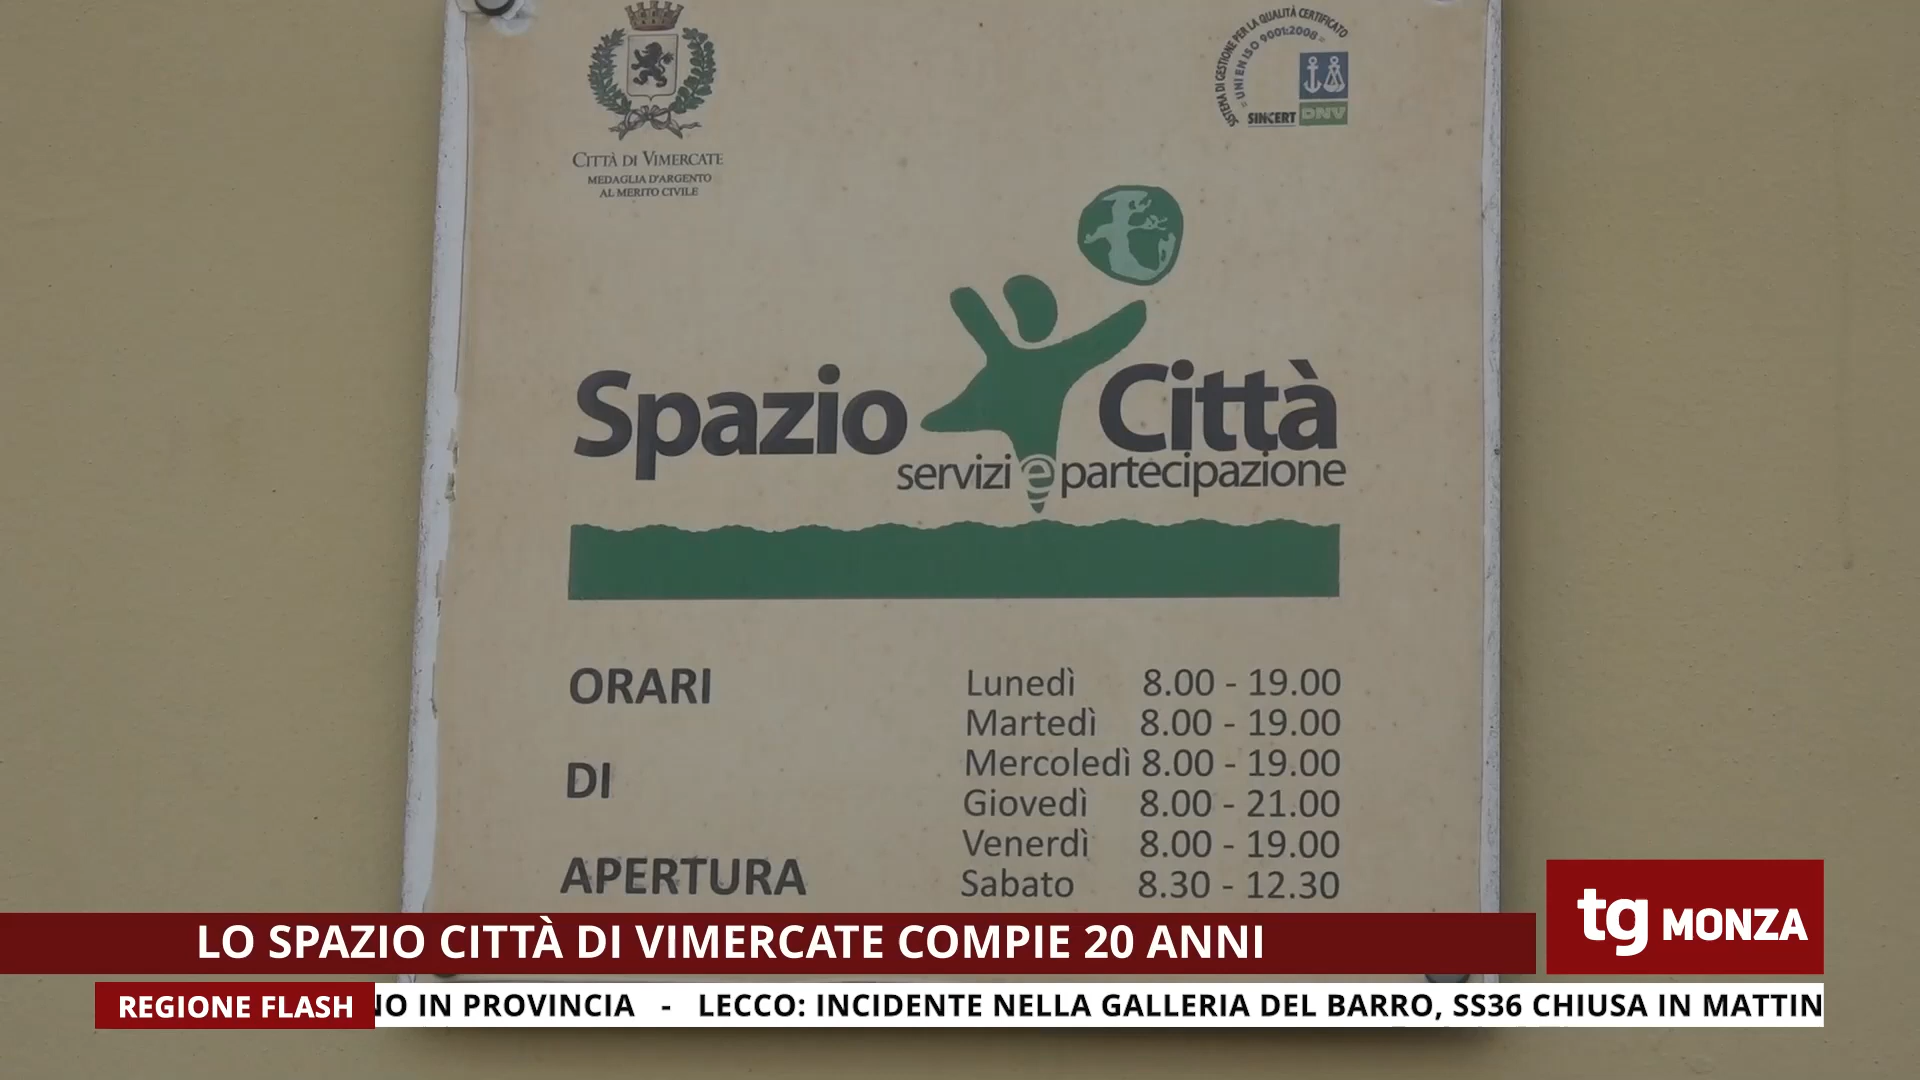 CITTÀ DI VIMERCATE
MEDAGLIA D'ARGENTO
AL MERITO CIVILE
SISTEMA DI GESTIONE PER LA QUALITÀ CERTIFICATO
= UNI EN ISO 9001:2008 =
SINCERT DNV
Spazio Città
servizi e partecipazione
ORARI
DI
APERTURA
Lunedì 8.00 - 19.00
Martedì 8.00 - 19.00
Mercoledì 8.00 - 19.00
Giovedì 8.00 - 21.00
Venerdì 8.00 - 19.00
Sabato 8.30 - 12.30
LO SPAZIO CITTÀ DI VIMERCATE COMPIE 20 ANNI
tg MONZA
REGIONE FLASH
NO IN PROVINCIA - LECCO: INCIDENTE NELLA GALLERIA DEL BARRO, SS36 CHIUSA IN MATTIN